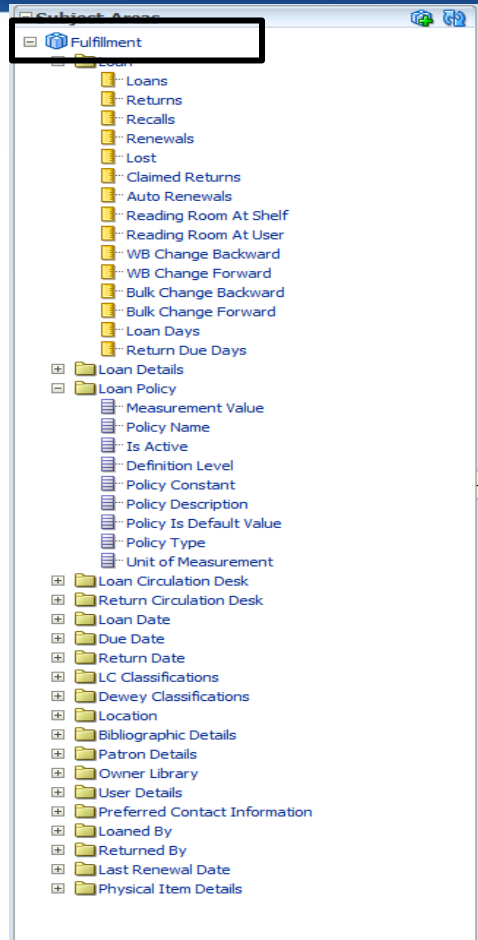 Subject Areas
Fulfillment
Loan
Loans
Returns
Recalls
Renewals
Lost
Claimed Returns
Auto Renewals
Reading Room At Shelf
Reading Room At User
WB Change Backward
WB Change Forward
Bulk Change Backward
Bulk Change Forward
Loan Days
Return Due Days
Loan Details
Loan Policy
Measurement Value
Policy Name
Is Active
Definition Level
Policy Constant
Policy Description
Policy Is Default Value
Policy Type
Unit of Measurement
Loan Circulation Desk
Return Circulation Desk
Loan Date
Due Date
Return Date
LC Classifications
Dewey Classifications
Location
Bibliographic Details
Patron Details
Owner Library
User Details
Preferred Contact Information
Loaned By
Returned By
Last Renewal Date
Physical Item Details